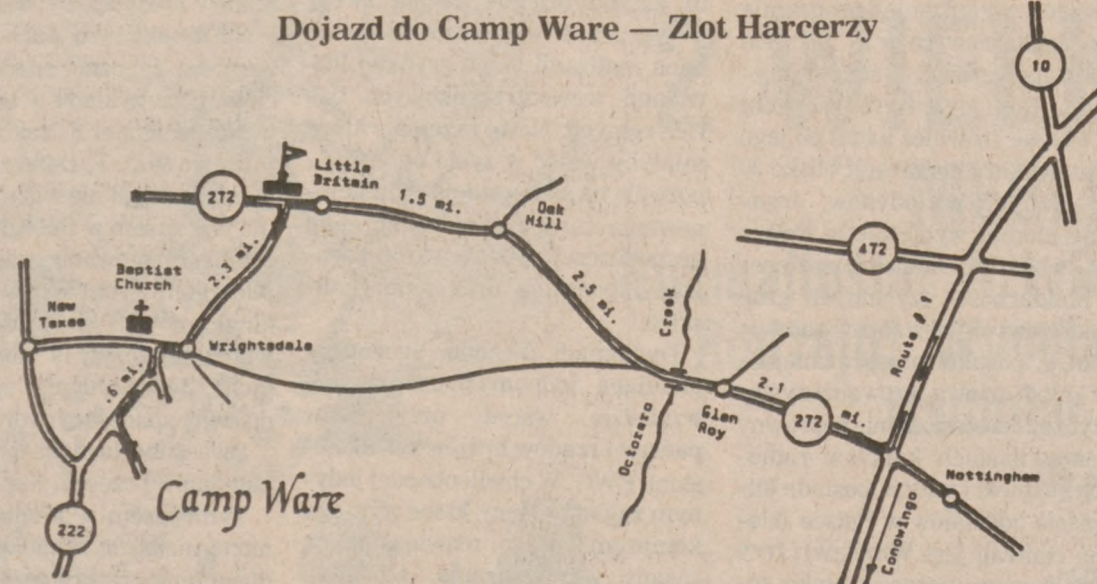 Dojazd do Camp Ware — Zlot Harcerzy
10
272
Little
Britain
1.5 mi.
Oak
Hill
472
2.3 mi.
Baptist
Church
New
Texas
Wrightsdale
2.5 mi.
Creek
Route # 1
.6 mi.
2.1
272
mi.
Glen
Roy
Octoraro
Nottingham
Camp Ware
222
Conowingo